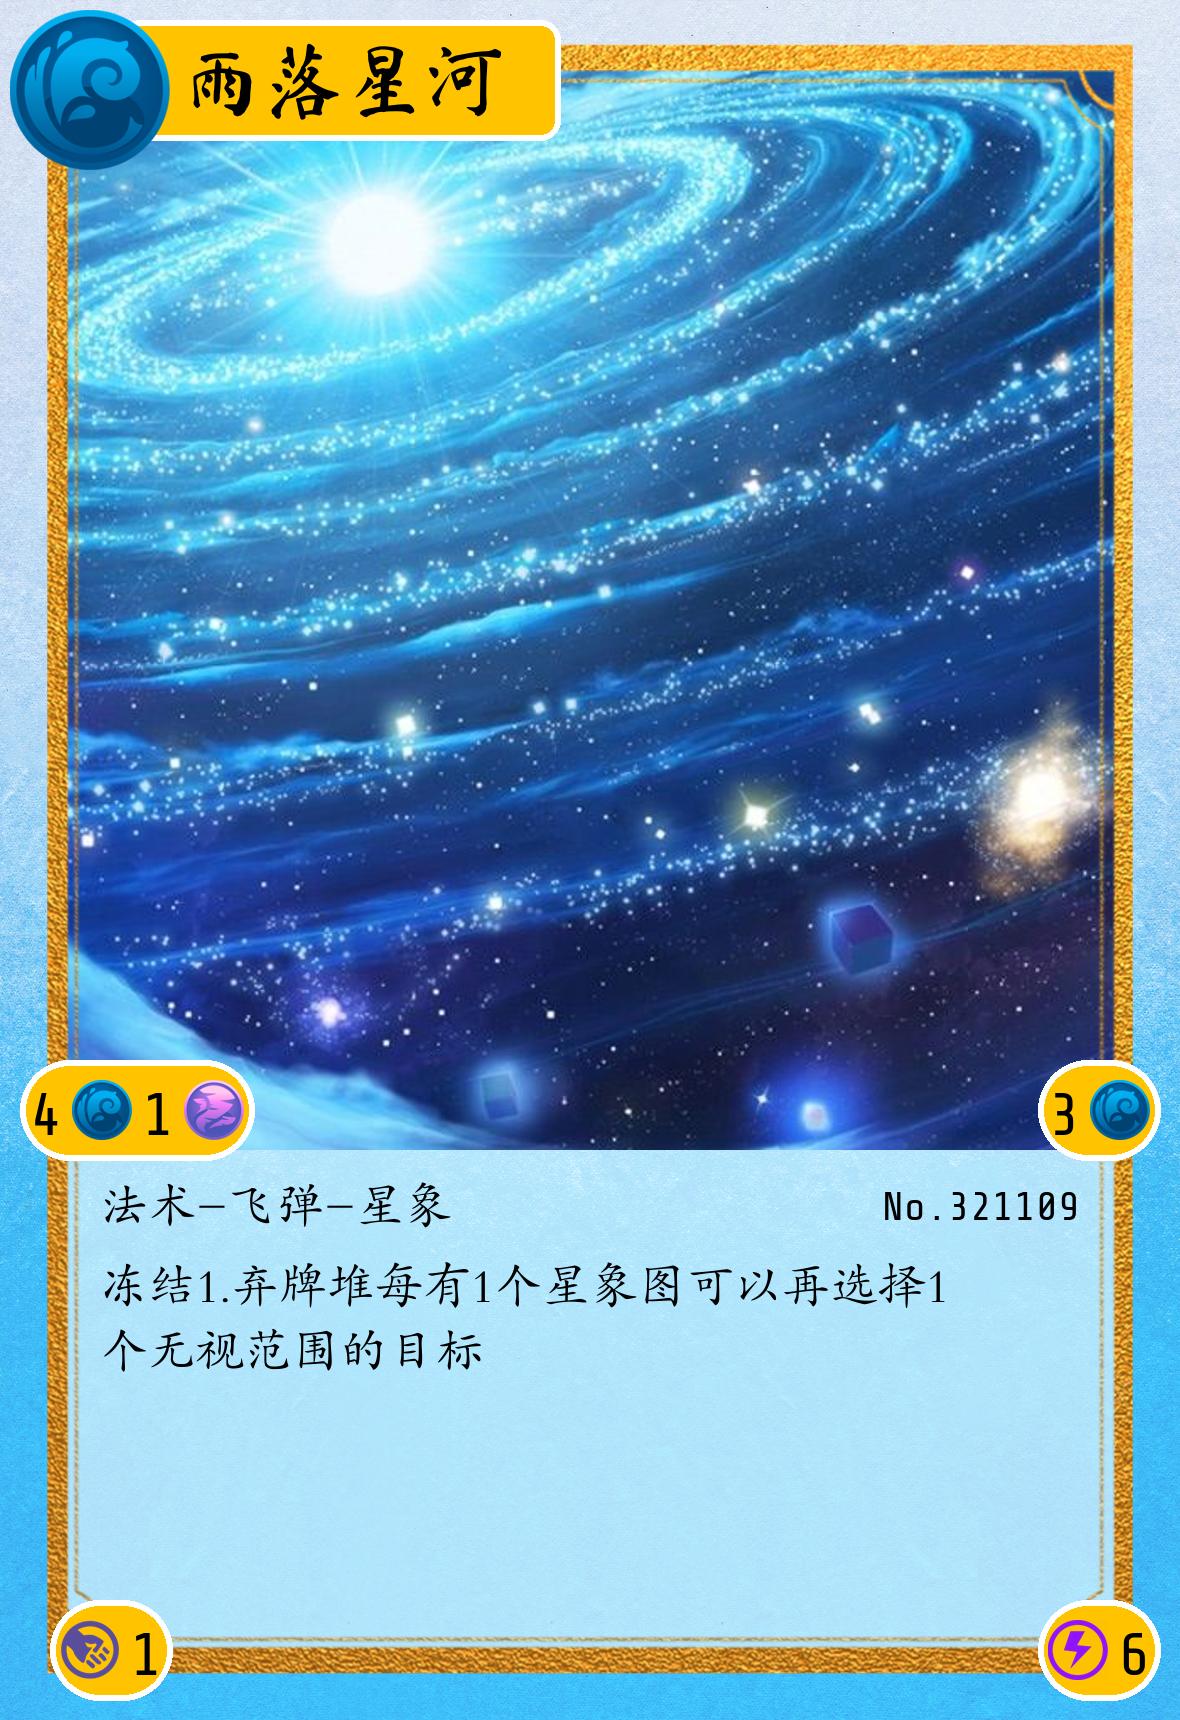 雨落星河
4 1
3
法术-飞弹-星象
No.321109
冻结1.弃牌堆每有1个星象图可以再选择1
个无视范围的目标
1
6